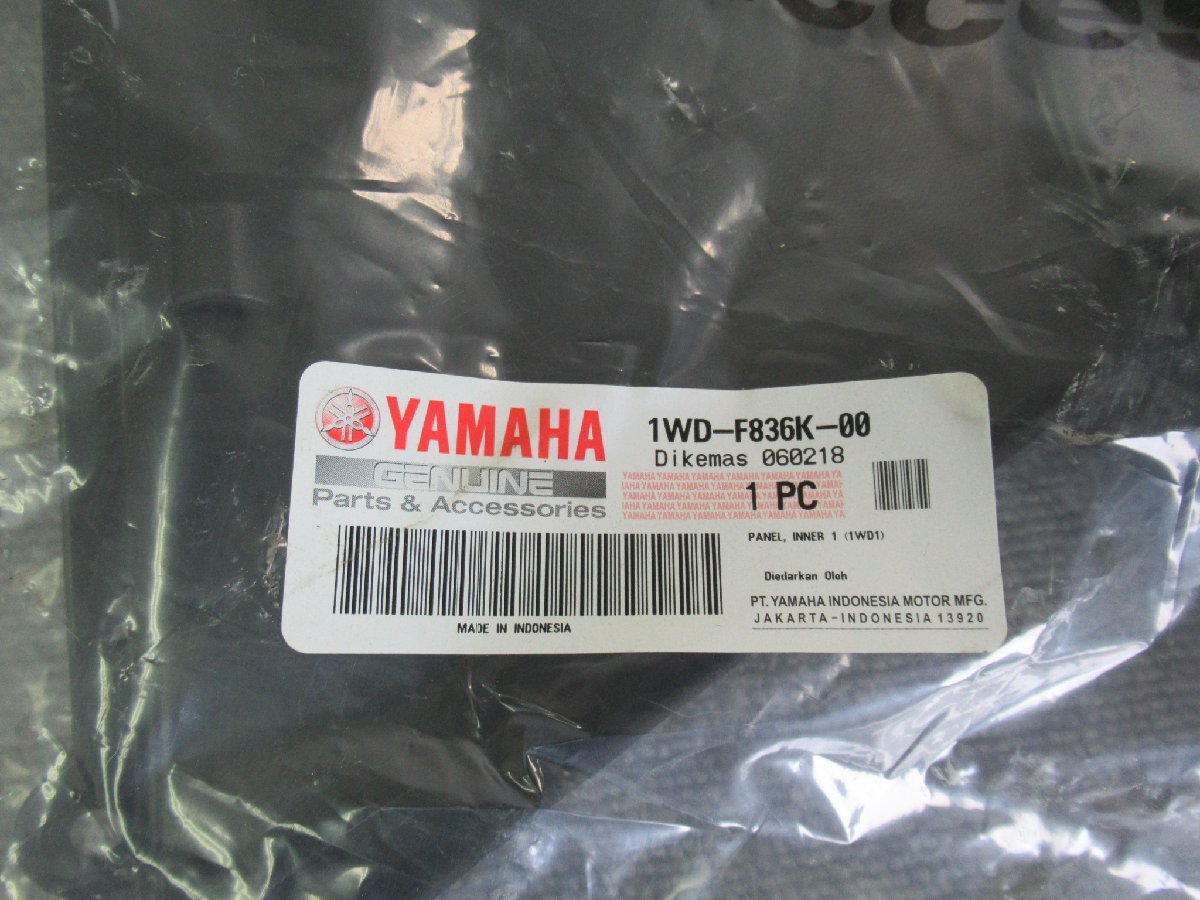 YAMAHA
GENUINE
Parts & Accessories
MADE IN INDONESIA
1WD-F836K-00
Dikemas 060218
1 PC
PANEL, INNER 1 (1WD1)
Diedarkan Oleh
PT. YAMAHA INDONESIA MOTOR MFG.
JAKARTA-INDONESIA 13920